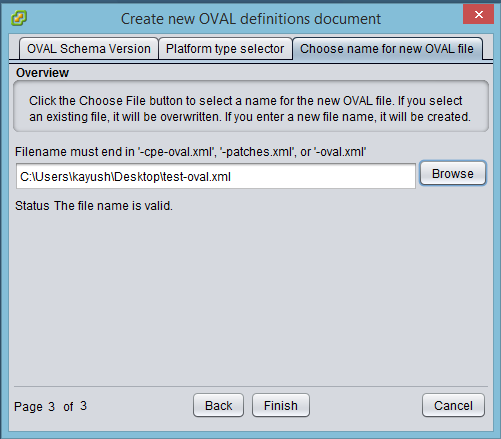 Create new OVAL definitions document
OVAL Schema Version Platform type selector Choose name for new OVAL file
Overview
Click the Choose File button to select a name for the new OVAL file. If you select
an existing file, it will be overwritten. If you enter a new file name, it will be created.
Filename must end in '-cpe-oval.xml', '-patches.xml', or '-oval.xml'
C:\Users\kayush\Desktop\test-oval.xml Browse
Status The file name is valid.
Page 3 of 3 Back Finish Cancel